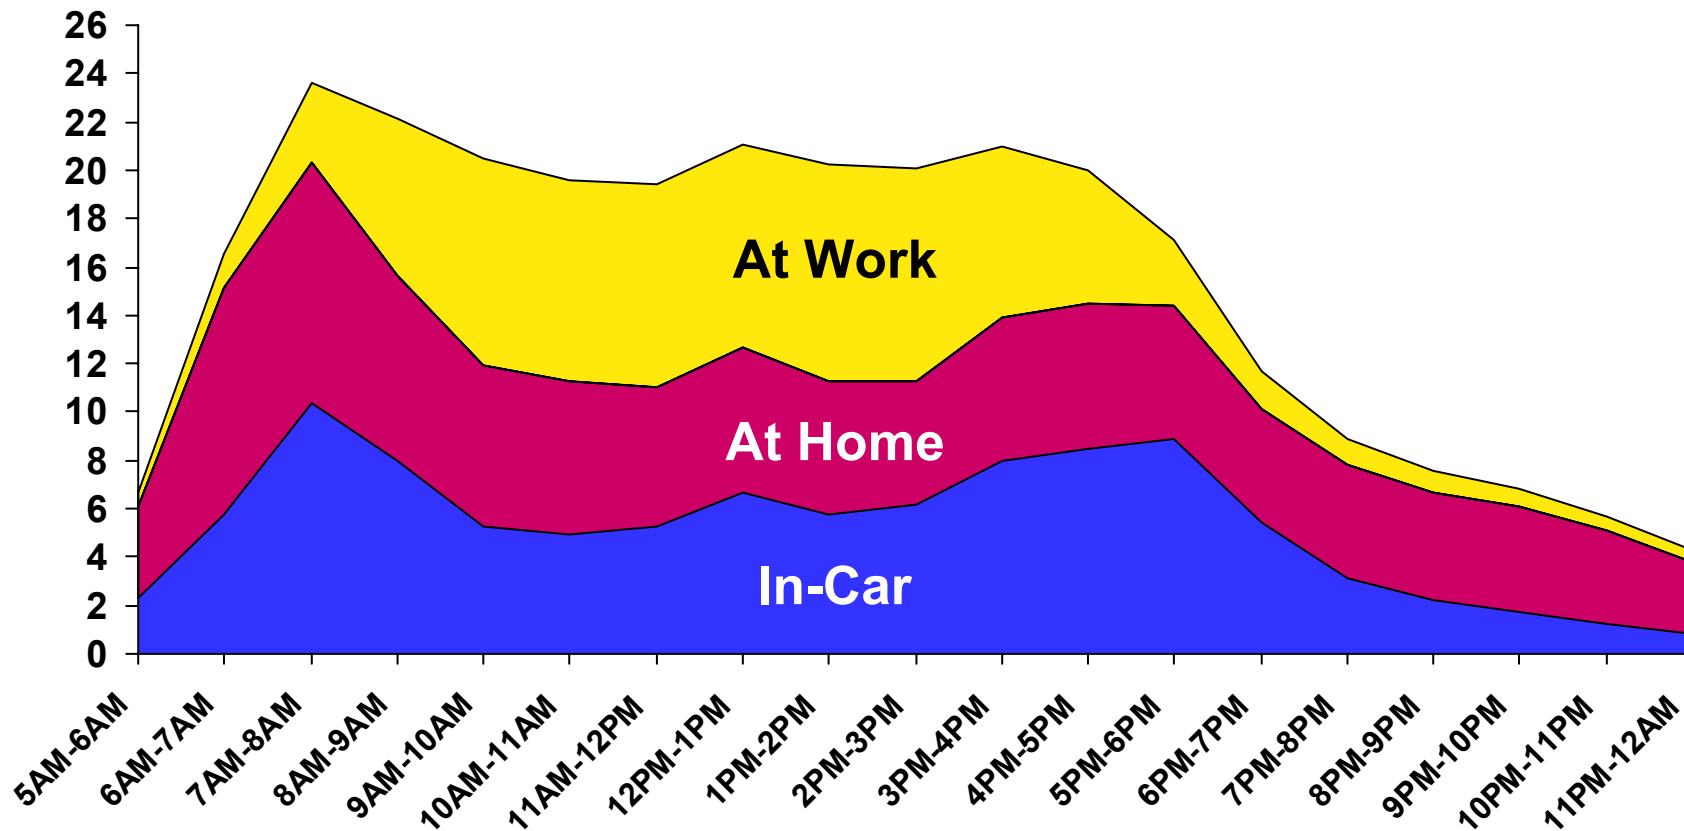 26
24
22
20
18
16
14
12
10
8
6
4
2
0
At Work
At Home
In-Car
5AM-6AM
6AM-7AM
7AM-8AM
8AM-9AM
9AM-10AM
10AM-11AM
11AM-12PM
12PM-1PM
1PM-2PM
2PM-3PM
3PM-4PM
4PM-5PM
5PM-6PM
6PM-7PM
7PM-8PM
8PM-9PM
9PM-10PM
10PM-11PM
11PM-12AM